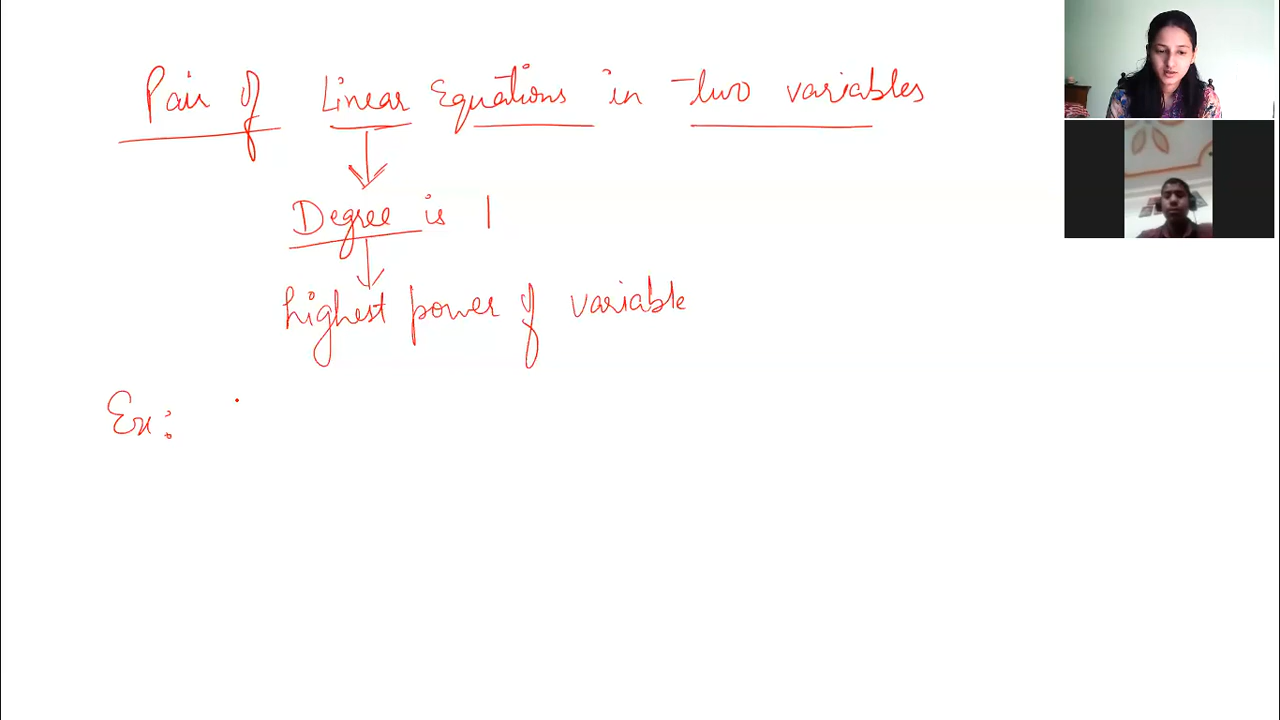 Pair of Linear Equations in two variables
Degree is 1
highest power of variable
Ex: